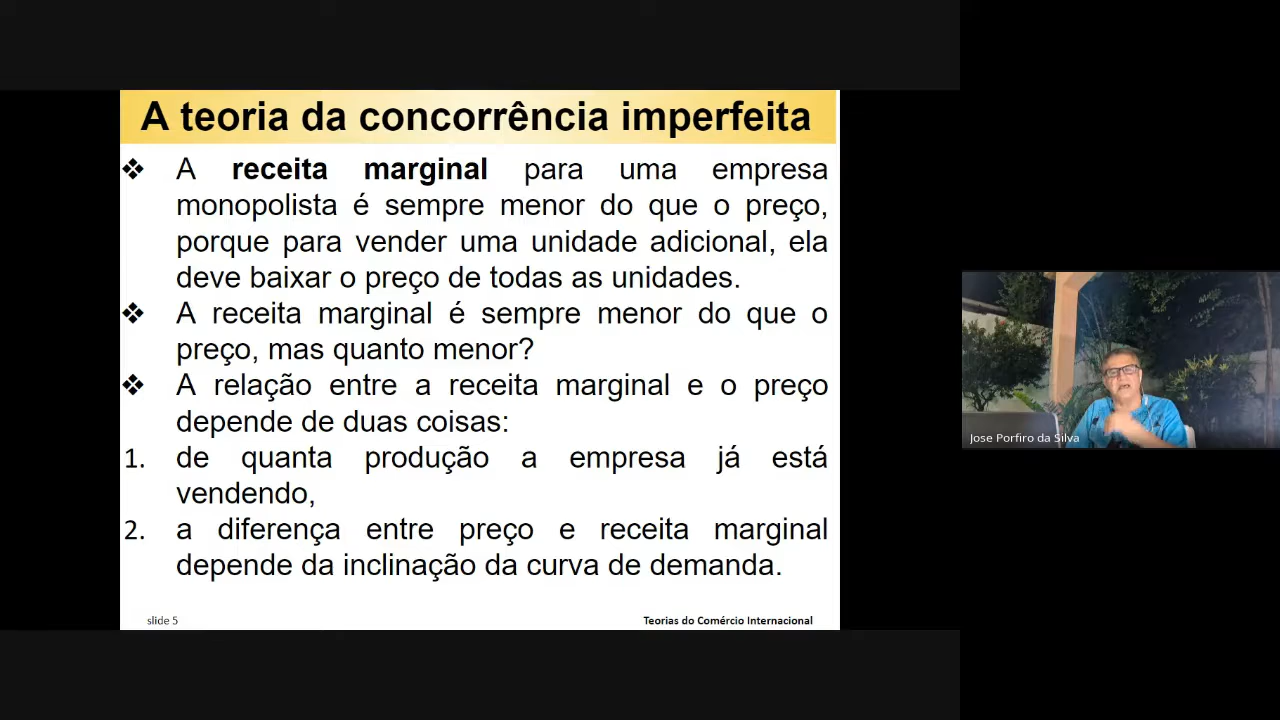 A teoria da concorrência imperfeita
❖ A receita marginal para uma empresa
monopolista é sempre menor do que o preço,
porque para vender uma unidade adicional, ela
deve baixar o preço de todas as unidades.
❖ A receita marginal é sempre menor do que o
preço, mas quanto menor?
❖ A relação entre a receita marginal e o preço
depende de duas coisas:
1. de quanta produção a empresa já está
vendendo,
2. a diferença entre preço e receita marginal
depende da inclinação da curva de demanda.
slide 5
Teorias do Comércio Internacional
Jose Porfiro da Silva